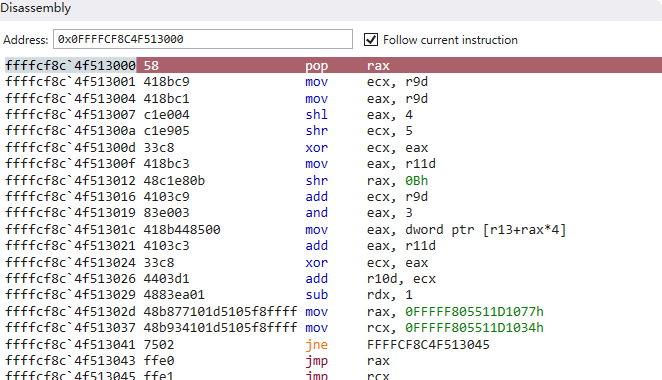 Disassembly
Address: 0x0FFFFCF8C4F513000 Follow current instruction
ffffcf8c`4f513000 58 pop rax
ffffcf8c`4f513001 418bc9 mov ecx, r9d
ffffcf8c`4f513004 418bc1 mov eax, r9d
ffffcf8c`4f513007 c1e004 shl eax, 4
ffffcf8c`4f51300a c1e905 shr ecx, 5
ffffcf8c`4f51300d 33c8 xor ecx, eax
ffffcf8c`4f51300f 418bc3 mov eax, r11d
ffffcf8c`4f513012 48c1e80b shr rax, 0Bh
ffffcf8c`4f513016 4103c9 add ecx, r9d
ffffcf8c`4f513019 83e003 and eax, 3
ffffcf8c`4f51301c 418b448500 mov eax, dword ptr [r13+rax*4]
ffffcf8c`4f513021 4103c3 add eax, r11d
ffffcf8c`4f513024 33c8 xor ecx, eax
ffffcf8c`4f513026 4403d1 add r10d, ecx
ffffcf8c`4f513029 4883ea01 sub rdx, 1
ffffcf8c`4f51302d 48b877101d5105f8ffff mov rax, 0FFFFF805511D1077h
ffffcf8c`4f513037 48b934101d5105f8ffff mov rcx, 0FFFFF805511D1034h
ffffcf8c`4f513041 7502 jne FFFFCF8C4F513045
ffffcf8c`4f513043 ffe0 jmp rax
ffffcf8c`4f513045 ffe1 jmp rcx